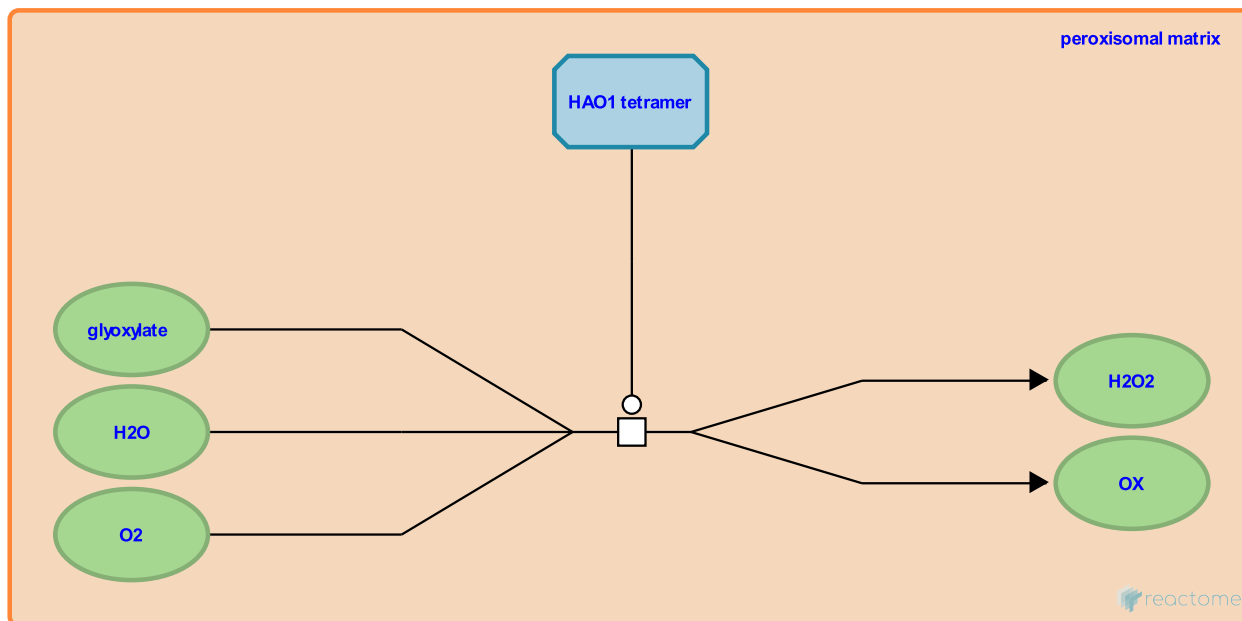 peroxisomal matrix
HAO1 tetramer
glyoxylate
H2O
O2
H2O2
OX
reactome